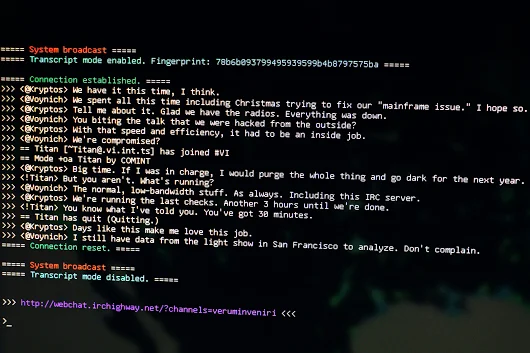 ===== System broadcast =====
===== Transcript mode enabled. Fingerprint: 78b6b093799495939599b4b8797575ba =====
===== Connection established. =====
>>> <@Kryptos> We have it this time, I think.
>>> <@Voynich> We spent all this time including Christmas trying to fix our "mainframe issue." I hope so.
>>> <@Kryptos> Tell me about it. Glad we have the radios. Everything was down.
>>> <@Voynich> You biting the talk that we were hacked from the outside?
>>> <@Kryptos> With that speed and efficiency, it had to be an inside job.
>>> <@Voynich> We're compromised?
>>> == Titan [~Titan@.vi.int.ts] has joined #VI
>>> == Mode +oa Titan by COMINT
>>> <@Kryptos> Big time. If I was in charge, I would purge the whole thing and go dark for the next year.
>>> <!Titan> But you aren't. What's running?
>>> <@Voynich> The normal, low-bandwidth stuff. As always. Including this IRC server.
>>> <@Kryptos> We're running the last checks. Another 3 hours until we're done.
>>> <!Titan> You know what I've told you. You've got 30 minutes.
>>> == Titan has quit (Quitting.)
>>> <@Kryptos> Days like this make me love this job.
>>> <@Voynich> I still have data from the light show in San Francisco to analyze. Don't complain.
===== Connection reset. =====
===== System broadcast =====
===== Transcript mode disabled. =====
>>> http://webchat.irchighway.net/?channels=veruminveniri <<<
>_